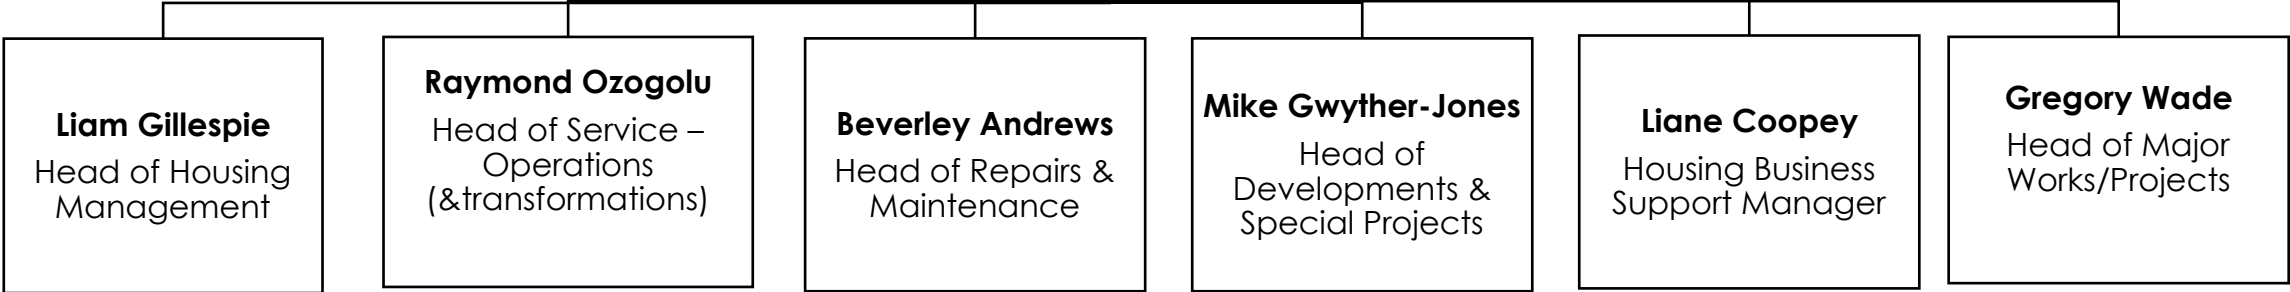 Liam Gillespie
Head of Housing
Management
Raymond Ozogolu
Head of Service –
Operations
(&transformations)
Beverley Andrews
Head of Repairs &
Maintenance
Mike Gwyther-Jones
Head of
Developments &
Special Projects
Liane Coopey
Housing Business
Support Manager
Gregory Wade
Head of Major
Works/Projects